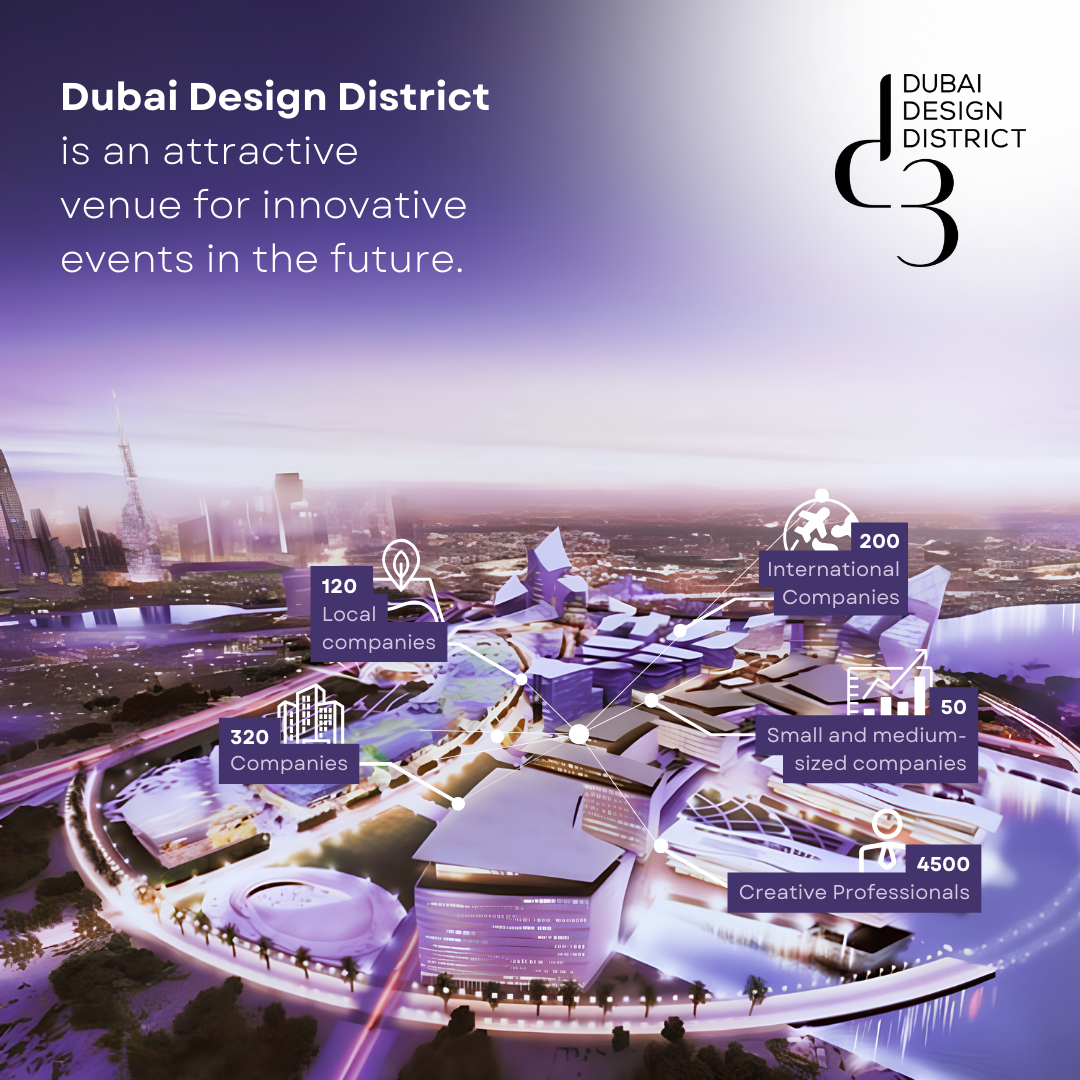 Dubai Design District
is an attractive
venue for innovative
events in the future.
DUBAI
DESIGN
DISTRICT
d3
200
International
Companies
120
Local
companies
50
Small and medium-
sized companies
320
Companies
4500
Creative Professionals